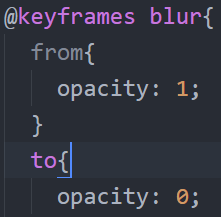 @keyframes blur{
from{
opacity: 1;
}
to{
opacity: 0;